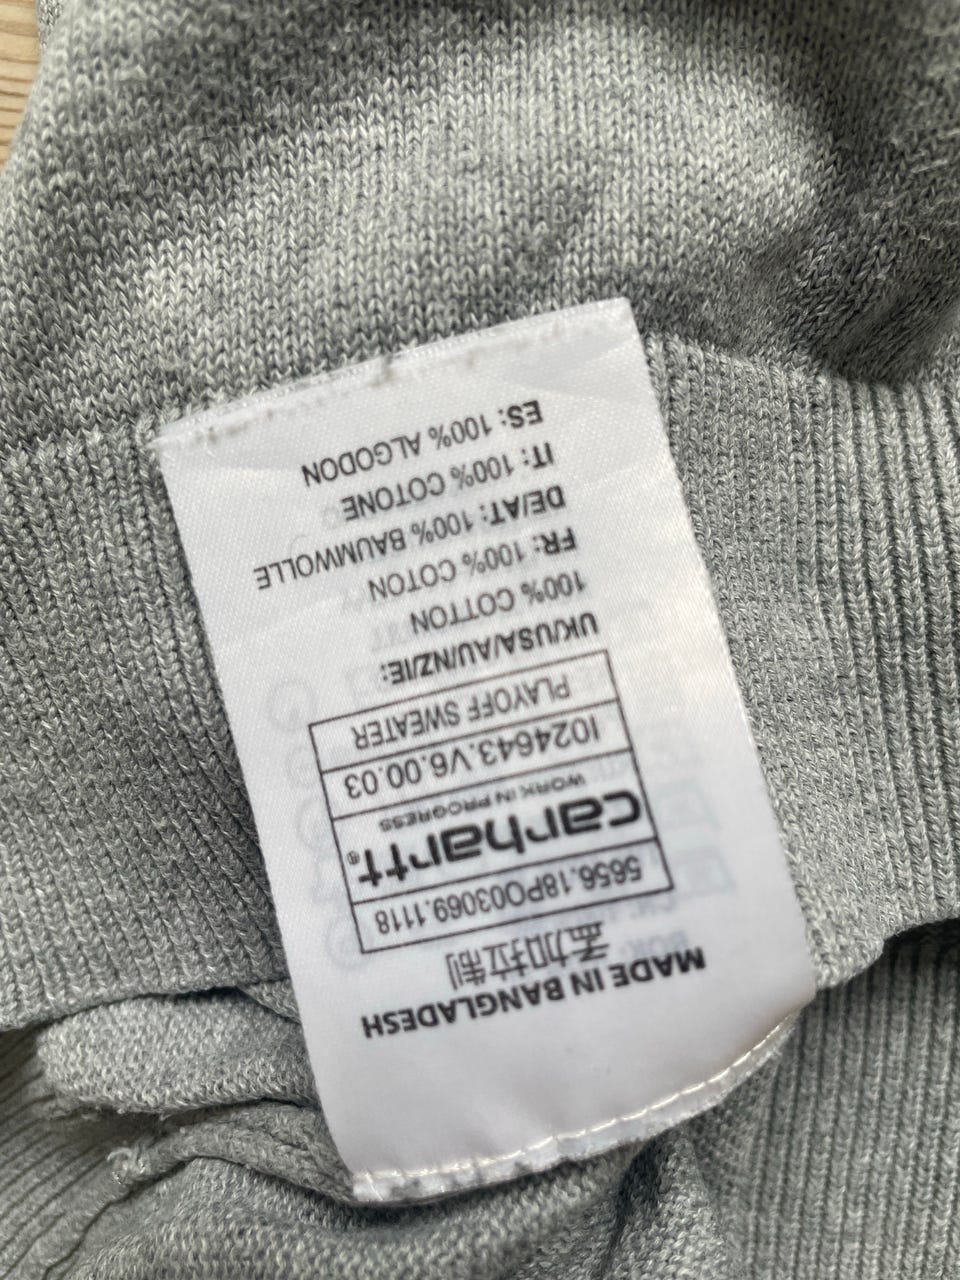 MADE IN BANGLADESH
孟加拉制
5656.18PO03069.1118
carhartt®
WORK IN PROGRESS
I024643.V6.00.03
PLAYOFF SWEATER
UK/USA/AU/NZ/IE:
100% COTTON
FR: 100% COTON
DE/AT: 100% BAUMWOLLE
IT: 100% COTONE
ES: 100% ALGODON